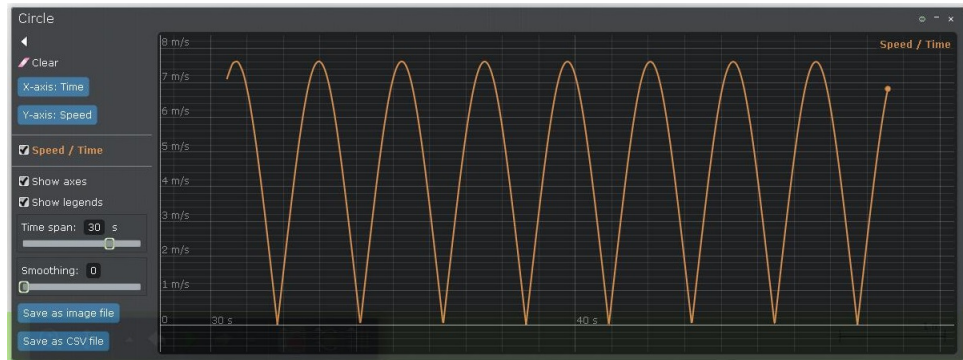 Circle
Clear
X-axis: Time
Y-axis: Speed
Speed / Time
Show axes
Show legends
Time span: 30 s
Smoothing: 0
Save as image file
Save as CSV file
Speed / Time
8 m/s
7 m/s
6 m/s
5 m/s
4 m/s
3 m/s
2 m/s
1 m/s
0
30 s
40 s